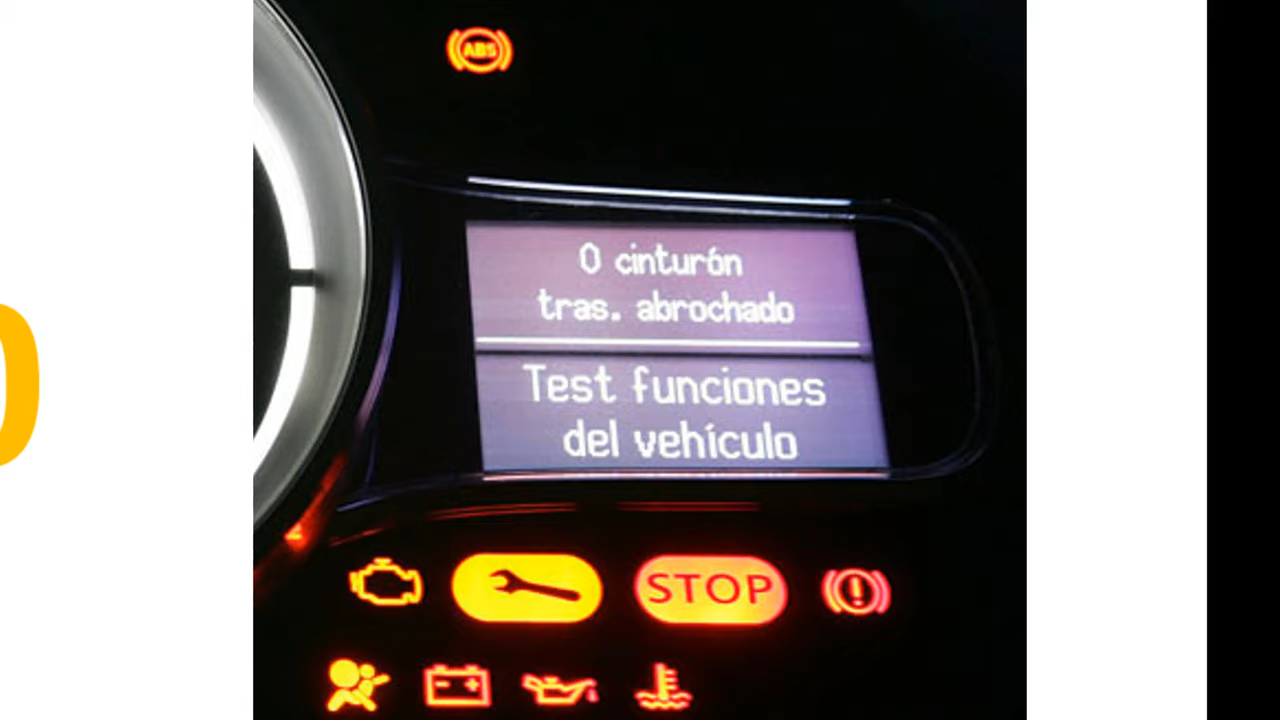 ABS
0 cinturón
tras. abrochado
Test funciones
del vehículo
STOP